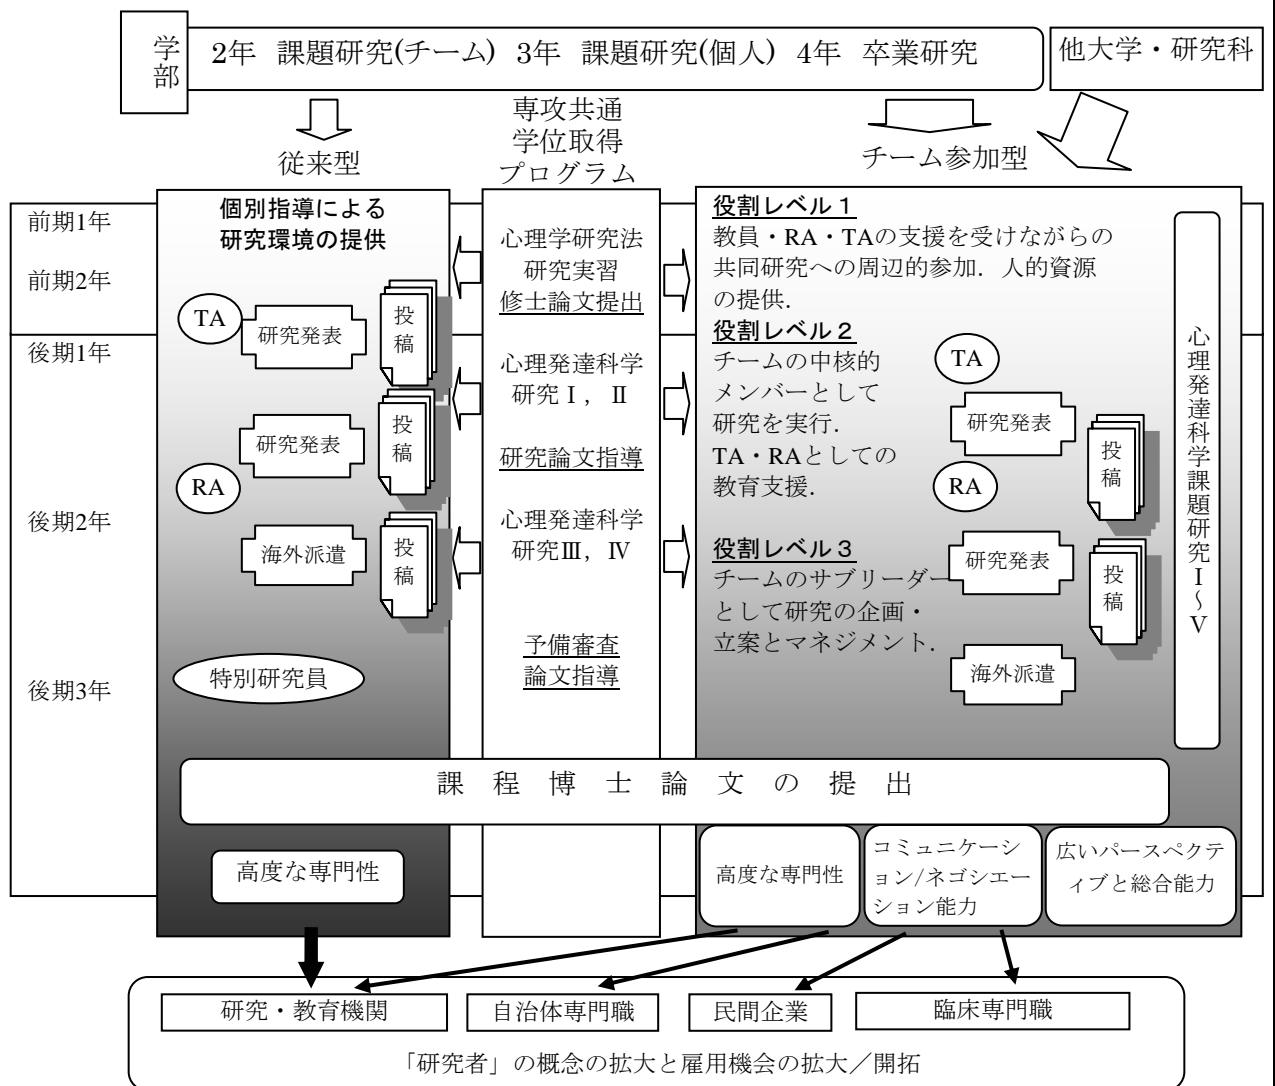 学部
2年 課題研究(チーム) 3年 課題研究(個人) 4年 卒業研究
他大学・研究科
従来型
専攻共通
学位取得
プログラム
チーム参加型
前期1年
前期2年
後期1年
後期2年
後期3年
個別指導による
研究環境の提供
TA
研究発表
投稿
研究発表
投稿
RA
海外派遣
投稿
特別研究員
心理学研究法
研究実習
修士論文提出
心理発達科学
研究Ⅰ，Ⅱ
研究論文指導
心理発達科学
研究Ⅲ，Ⅳ
予備審査
論文指導
役割レベル１
教員・RA・TAの支援を受けながらの
共同研究への周辺的参加．人的資源
の提供．
役割レベル２
チームの中核的
メンバーとして
研究を実行．
TA・RAとしての
教育支援．
役割レベル３
チームのサブリーダー
として研究の企画・
立案とマネジメント．
TA
研究発表
投稿
RA
研究発表
投稿
海外派遣
心理発達科学課題研究Ⅰ～Ⅴ
課程博士論文の提出
高度な専門性
高度な専門性
コミュニケーシ
ョン/ネゴシエー
ション能力
広いパースペクテ
ィブと総合能力
研究・教育機関
自治体専門職
民間企業
臨床専門職
「研究者」の概念の拡大と雇用機会の拡大／開拓